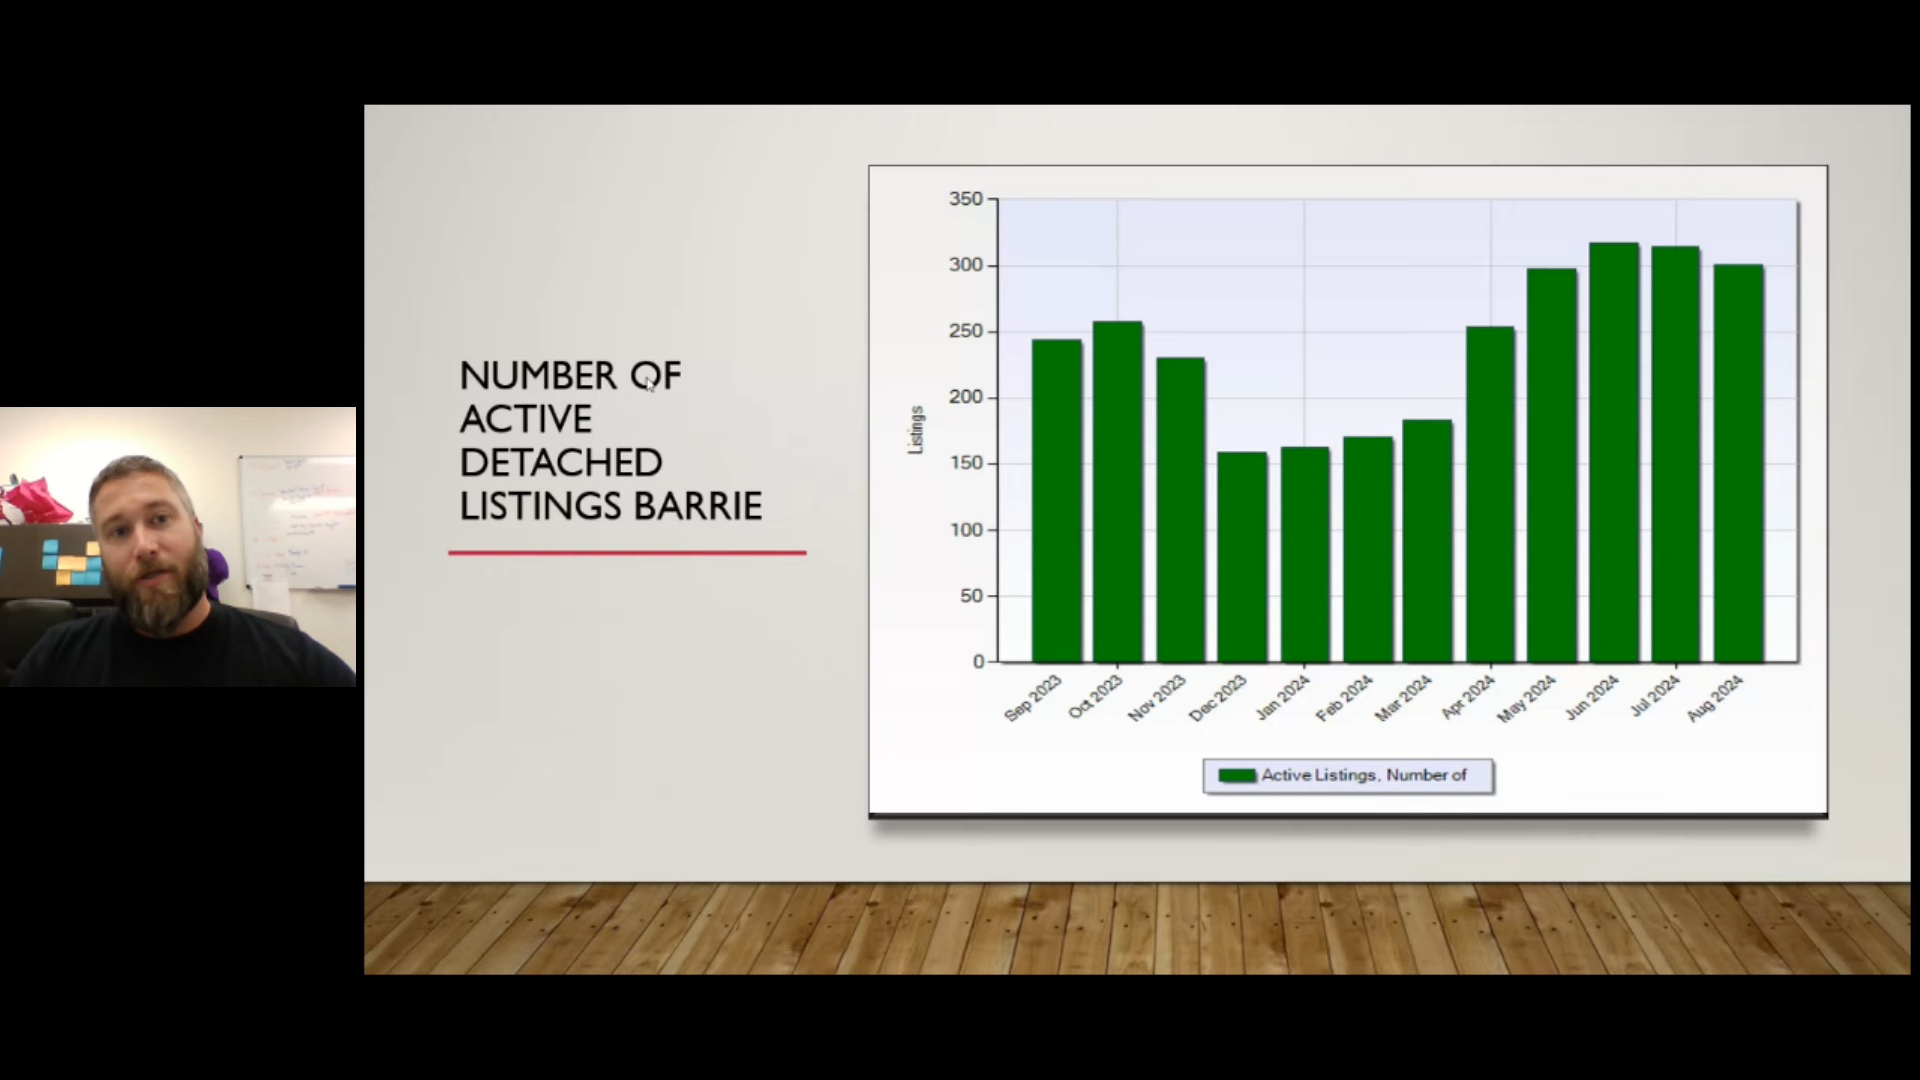 NUMBER OF
ACTIVE
DETACHED
LISTINGS BARRIE
350
300
250
200
150
100
50
0
Listings
Sep 2023
Oct 2023
Nov 2023
Dec 2023
Jan 2024
Feb 2024
Mar 2024
Apr 2024
May 2024
Jun 2024
Jul 2024
Aug 2024
Active Listings, Number of